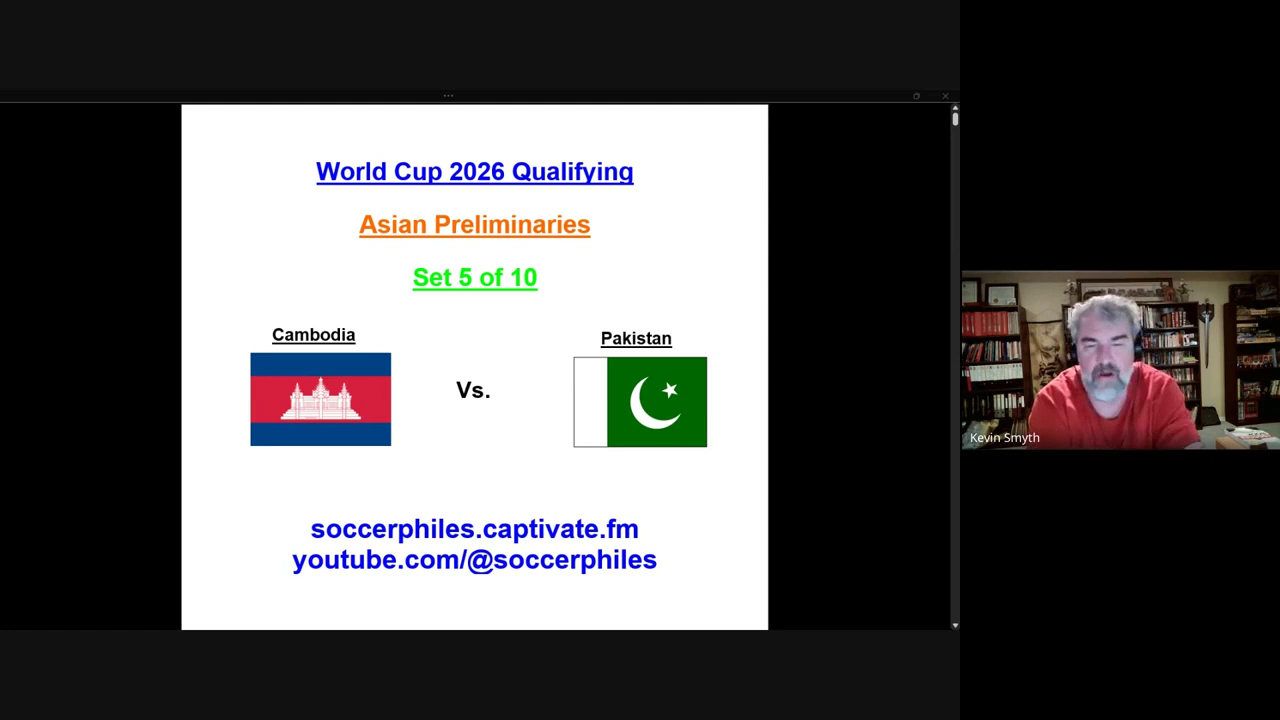 World Cup 2026 Qualifying
Asian Preliminaries
Set 5 of 10
Cambodia
Pakistan
Vs.
soccerphiles.captivate.fm
youtube.com/@soccerphiles
Kevin Smyth